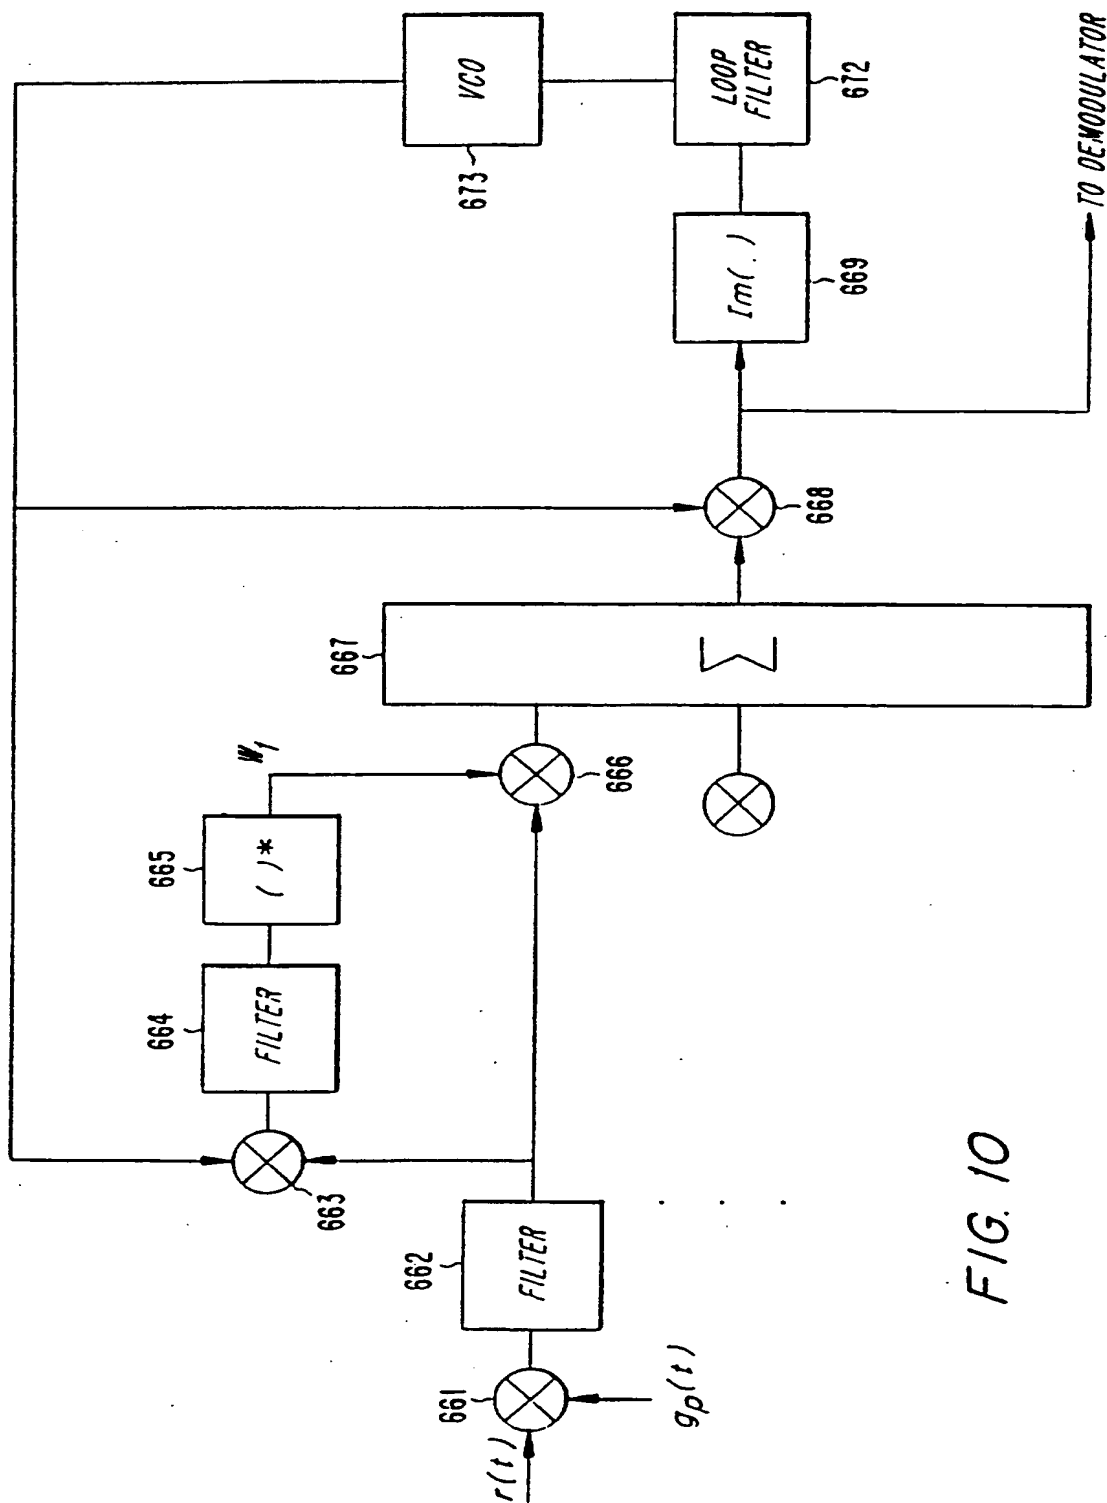 r(t)
661
g_p(t)
662
FILTER
663
664
FILTER
665
( )*
W1
666
667
Σ
668
Im(.)
669
LOOP
FILTER
672
VCO
673
TO DEMODULATOR
FIG. 10